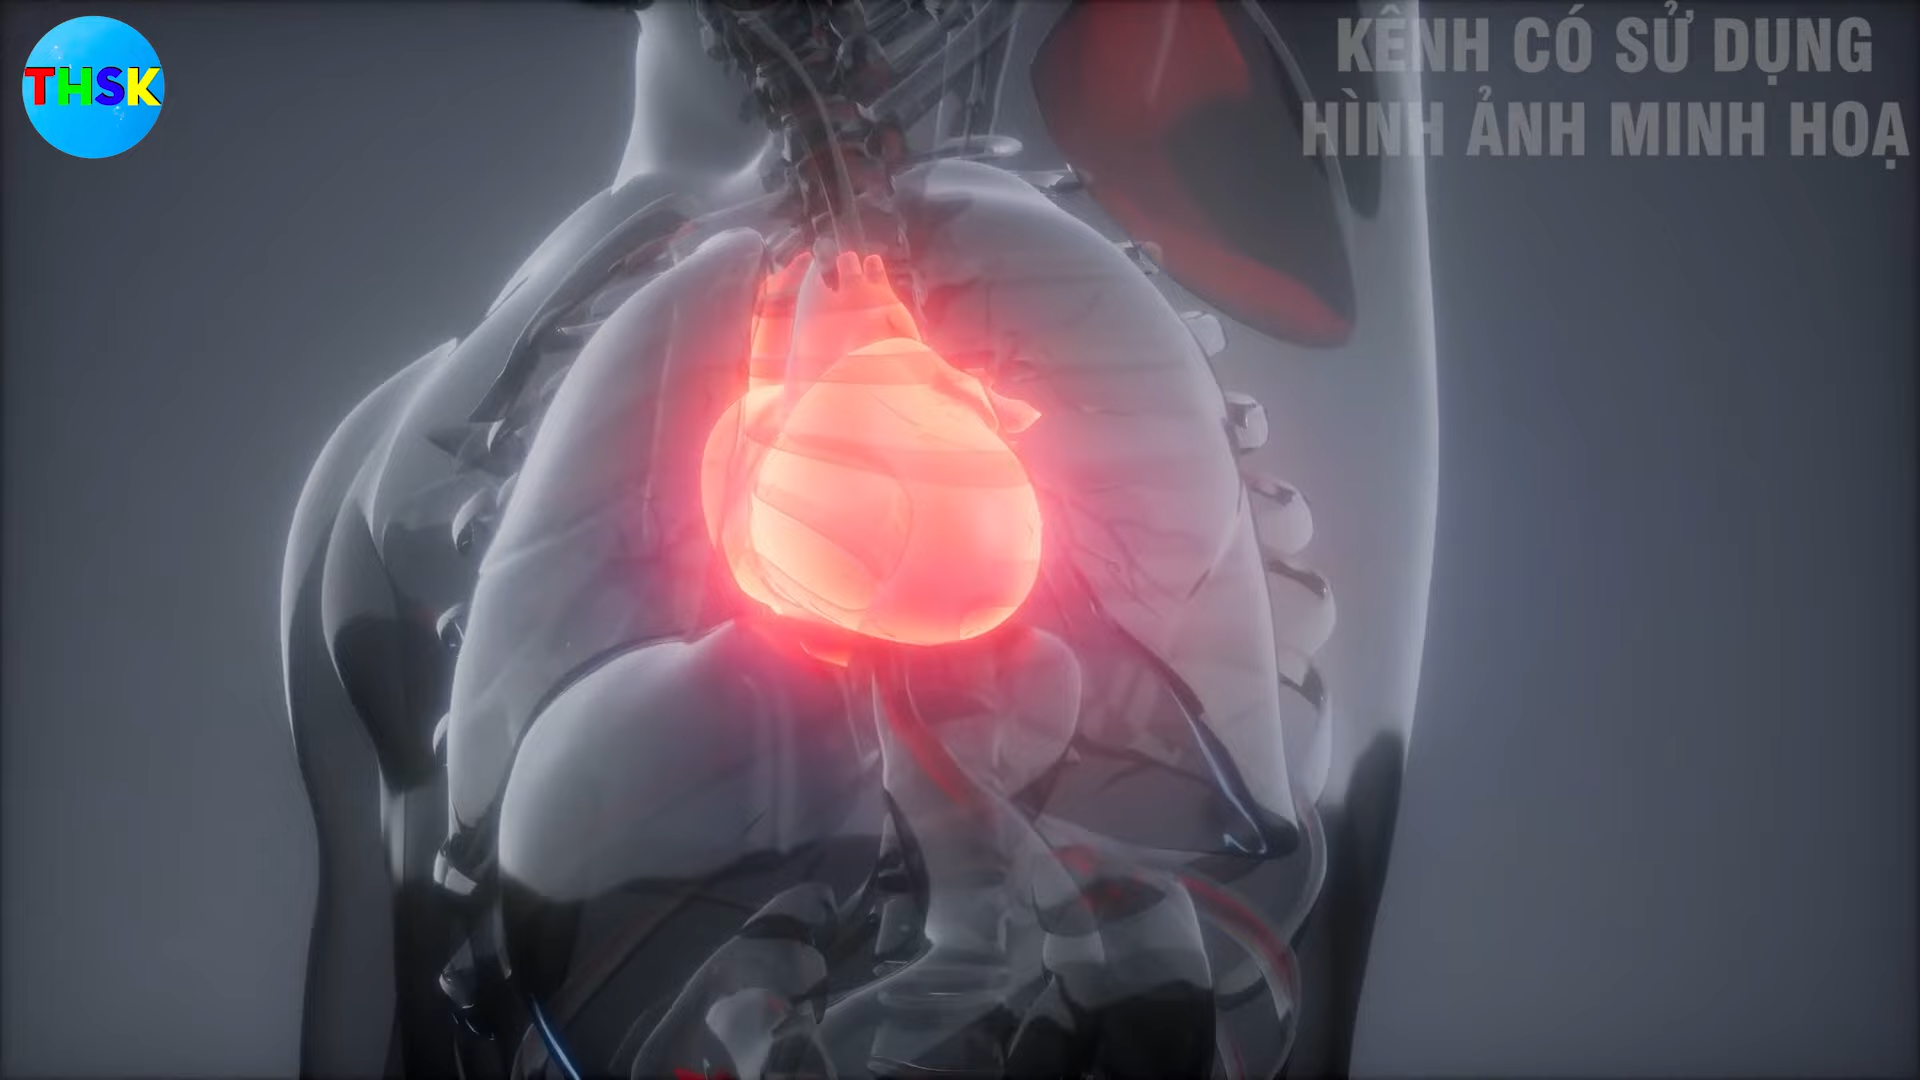 THSK
KÊNH CÓ SỬ DỤNG
HÌNH ẢNH MINH HOẠ